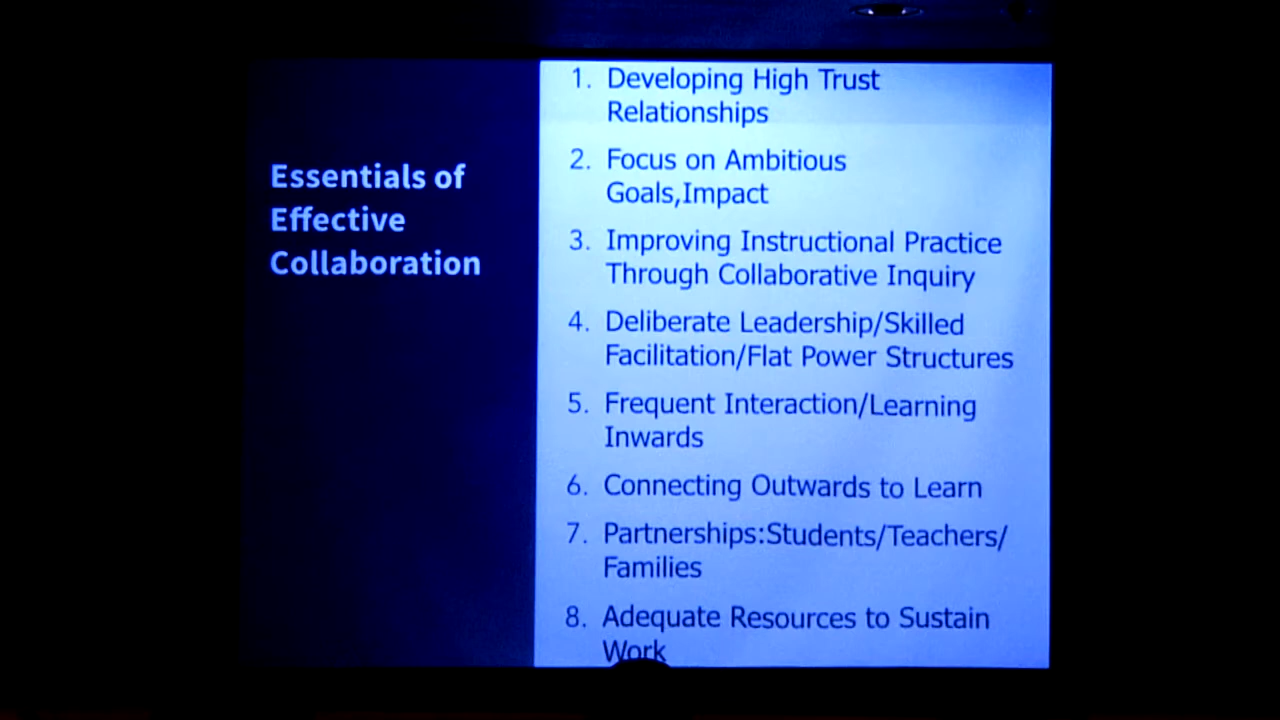 Essentials of
Effective
Collaboration
1. Developing High Trust
Relationships
2. Focus on Ambitious
Goals,Impact
3. Improving Instructional Practice
Through Collaborative Inquiry
4. Deliberate Leadership/Skilled
Facilitation/Flat Power Structures
5. Frequent Interaction/Learning
Inwards
6. Connecting Outwards to Learn
7. Partnerships:Students/Teachers/
Families
8. Adequate Resources to Sustain
Work